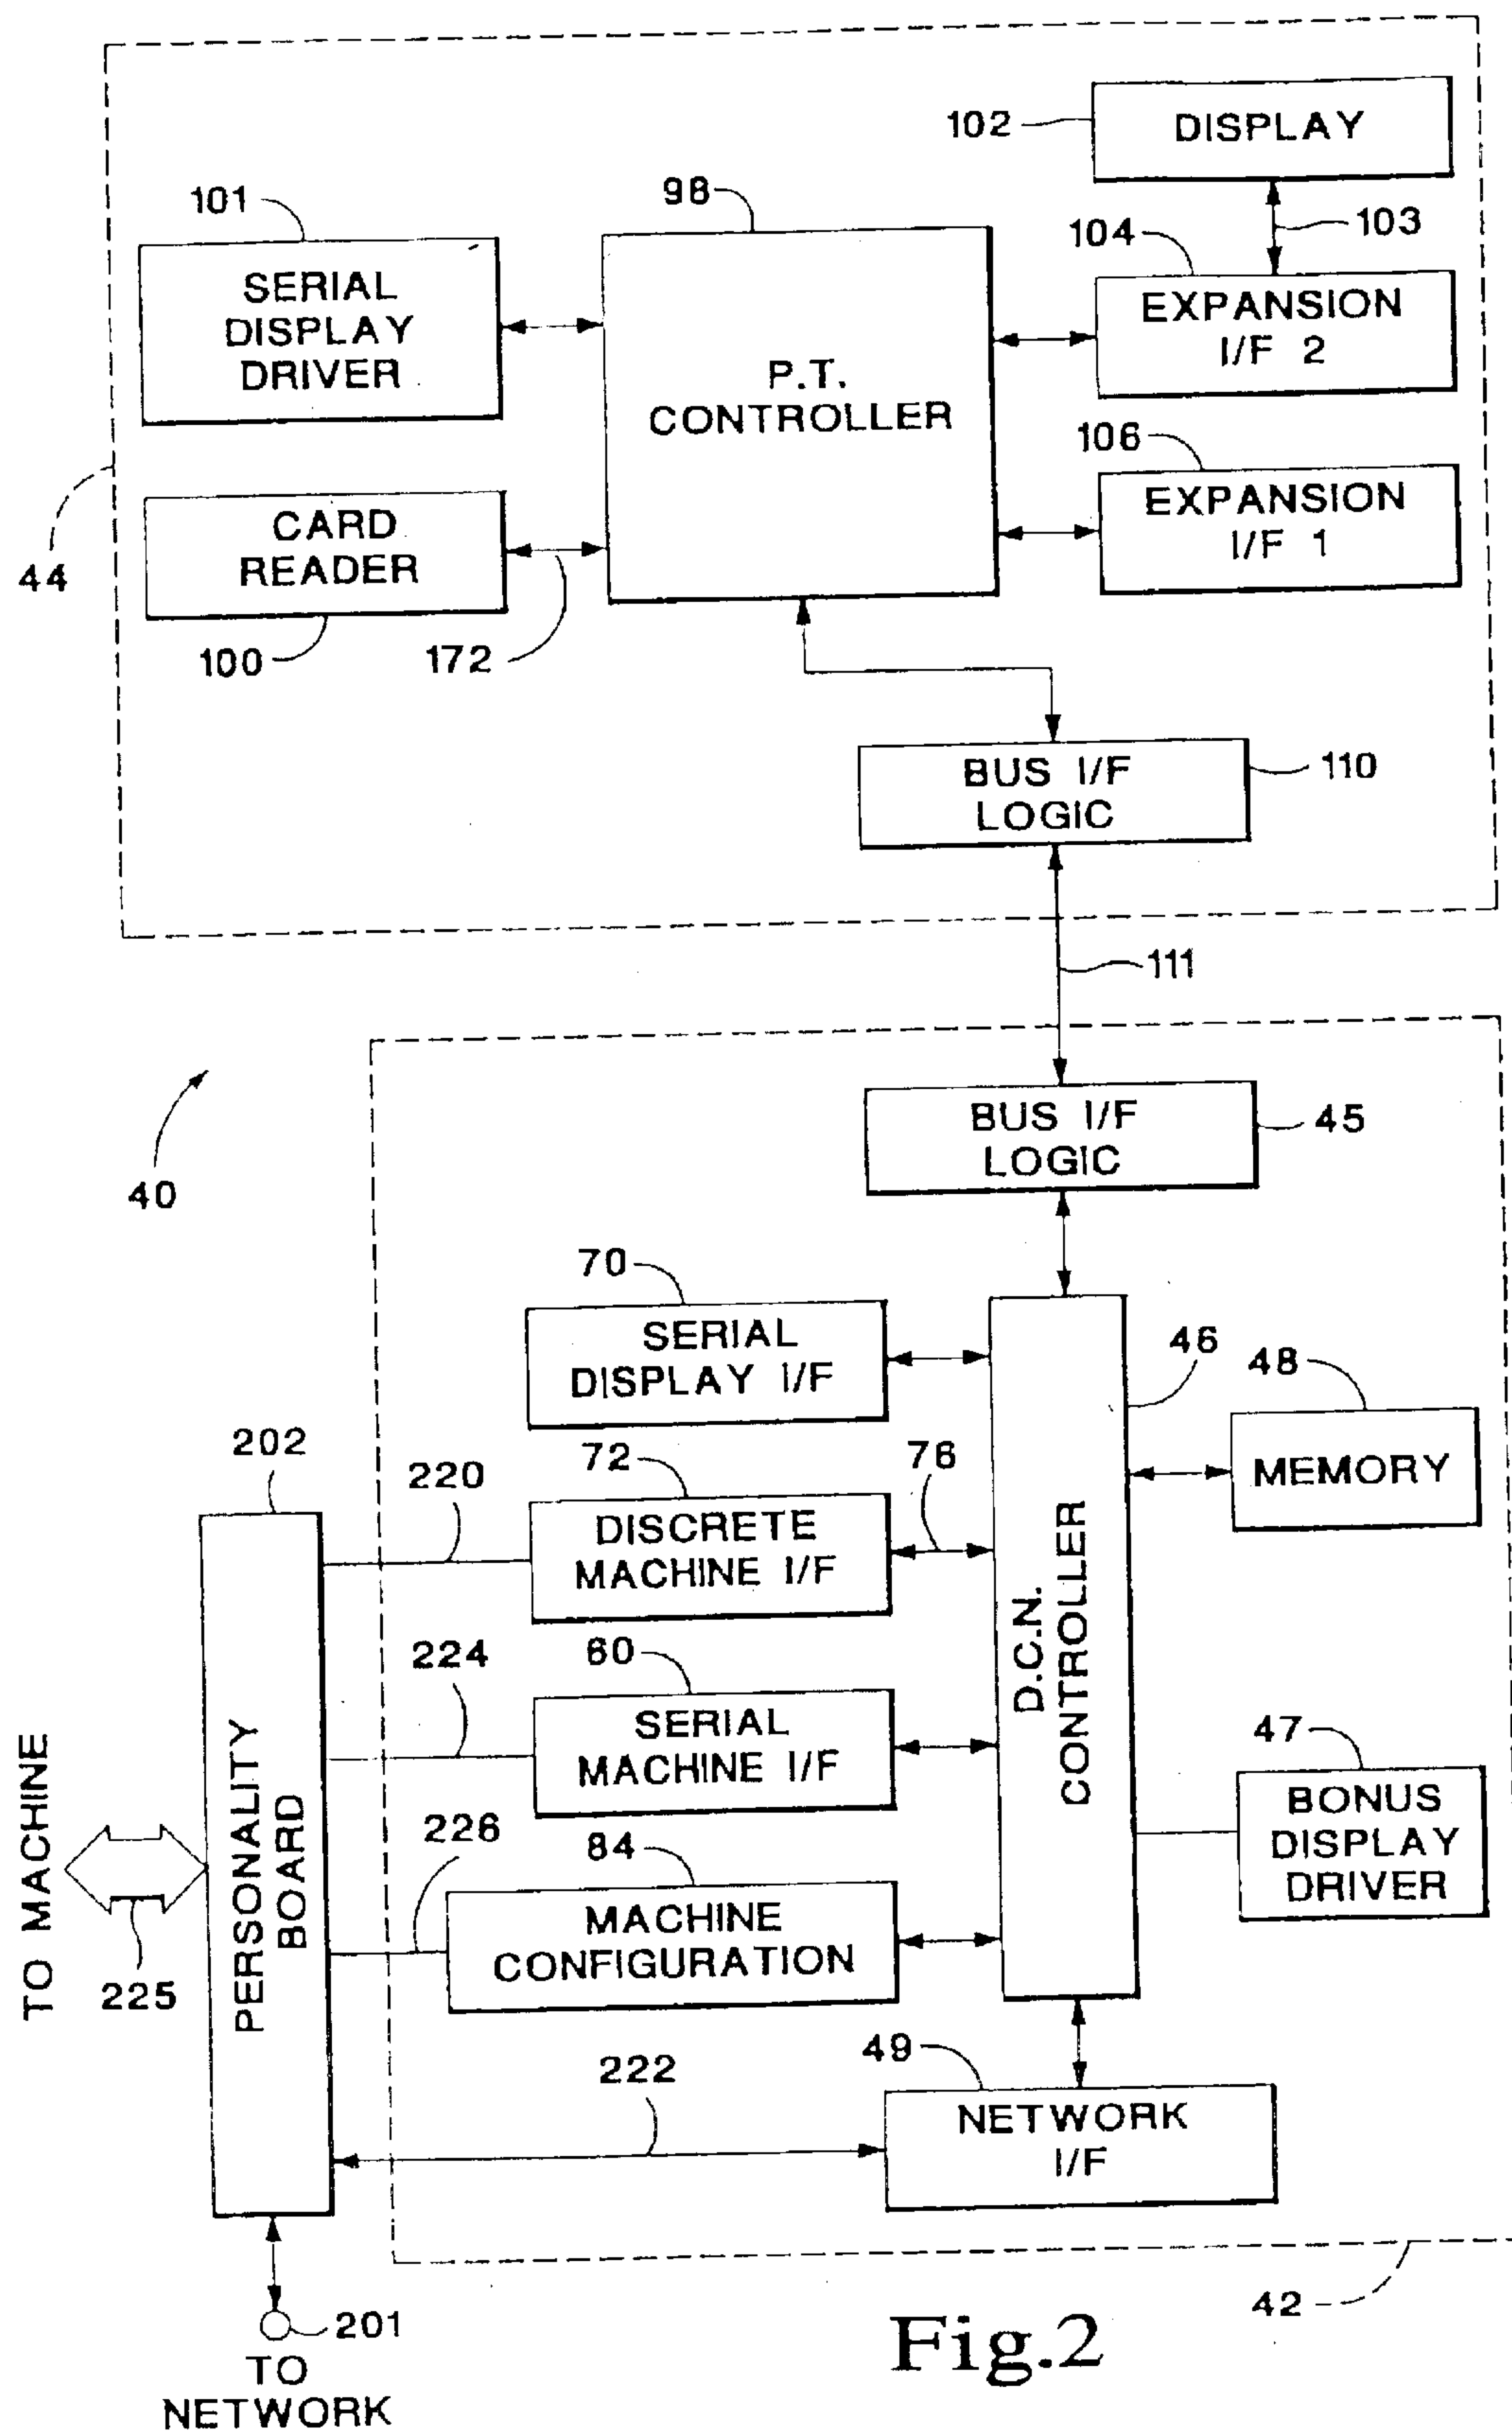 102
DISPLAY
101
98
103
104
SERIAL
DISPLAY
DRIVER
EXPANSION
I/F 2
P.T.
CONTROLLER
106
EXPANSION
I/F 1
CARD
READER
44
100
172
BUS I/F
LOGIC
110
111
40
BUS I/F
LOGIC
45
70
SERIAL
DISPLAY I/F
46
48
MEMORY
202
220
72
76
DISCRETE
MACHINE I/F
D.C.N.
CONTROLLER
224
60
SERIAL
MACHINE I/F
47
BONUS
DISPLAY
DRIVER
TO MACHINE
225
PERSONALITY
BOARD
226
84
MACHINE
CONFIGURATION
222
49
NETWORK
I/F
42
201
TO
NETWORK
Fig.2